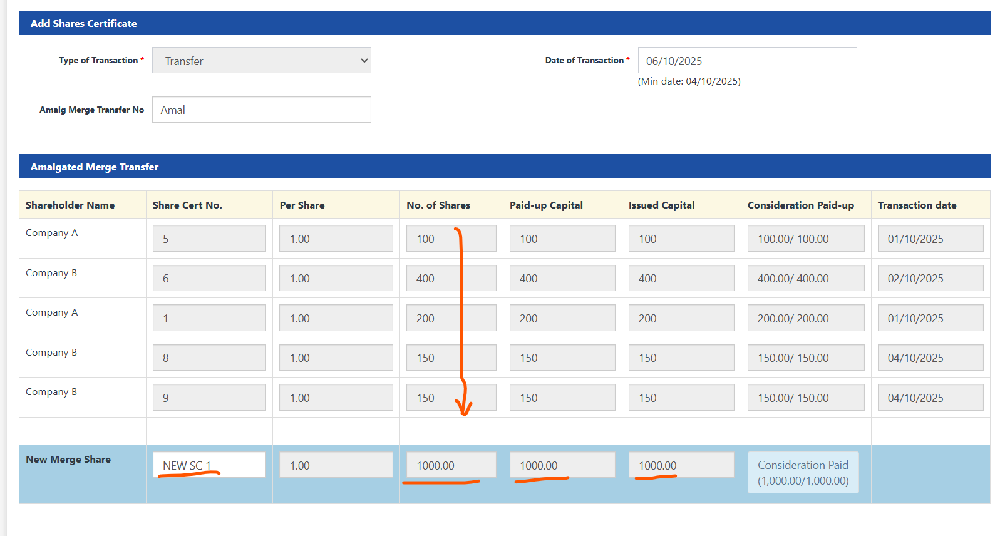 Add Shares Certificate
Type of Transaction * Transfer Date of Transaction * 06/10/2025
(Min date: 04/10/2025)
Amalg Merge Transfer No Amal
Amalgated Merge Transfer
Shareholder Name Share Cert No. Per Share No. of Shares Paid-up Capital Issued Capital Consideration Paid-up Transaction date
Company A 5 1.00 100 100 100 100.00/ 100.00 01/10/2025
Company B 6 1.00 400 400 400 400.00/ 400.00 02/10/2025
Company A 1 1.00 200 200 200 200.00/ 200.00 01/10/2025
Company B 8 1.00 150 150 150 150.00/ 150.00 04/10/2025
Company B 9 1.00 150 150 150 150.00/ 150.00 04/10/2025
New Merge Share NEW SC 1 1.00 1000.00 1000.00 1000.00 Consideration Paid
(1,000.00/1,000.00)